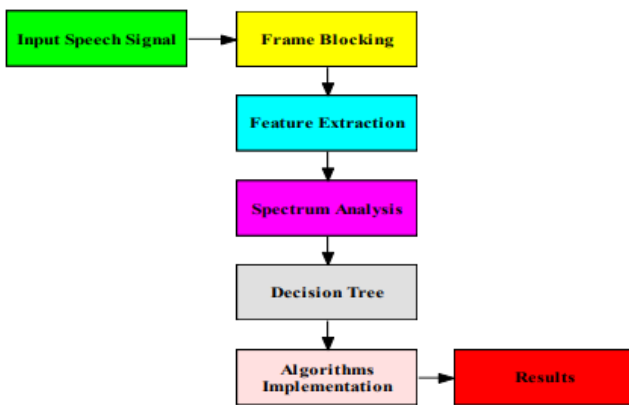 Input Speech Signal
Frame Blocking
Feature Extraction
Spectrum Analysis
Decision Tree
Algorithms
Implementation
Results